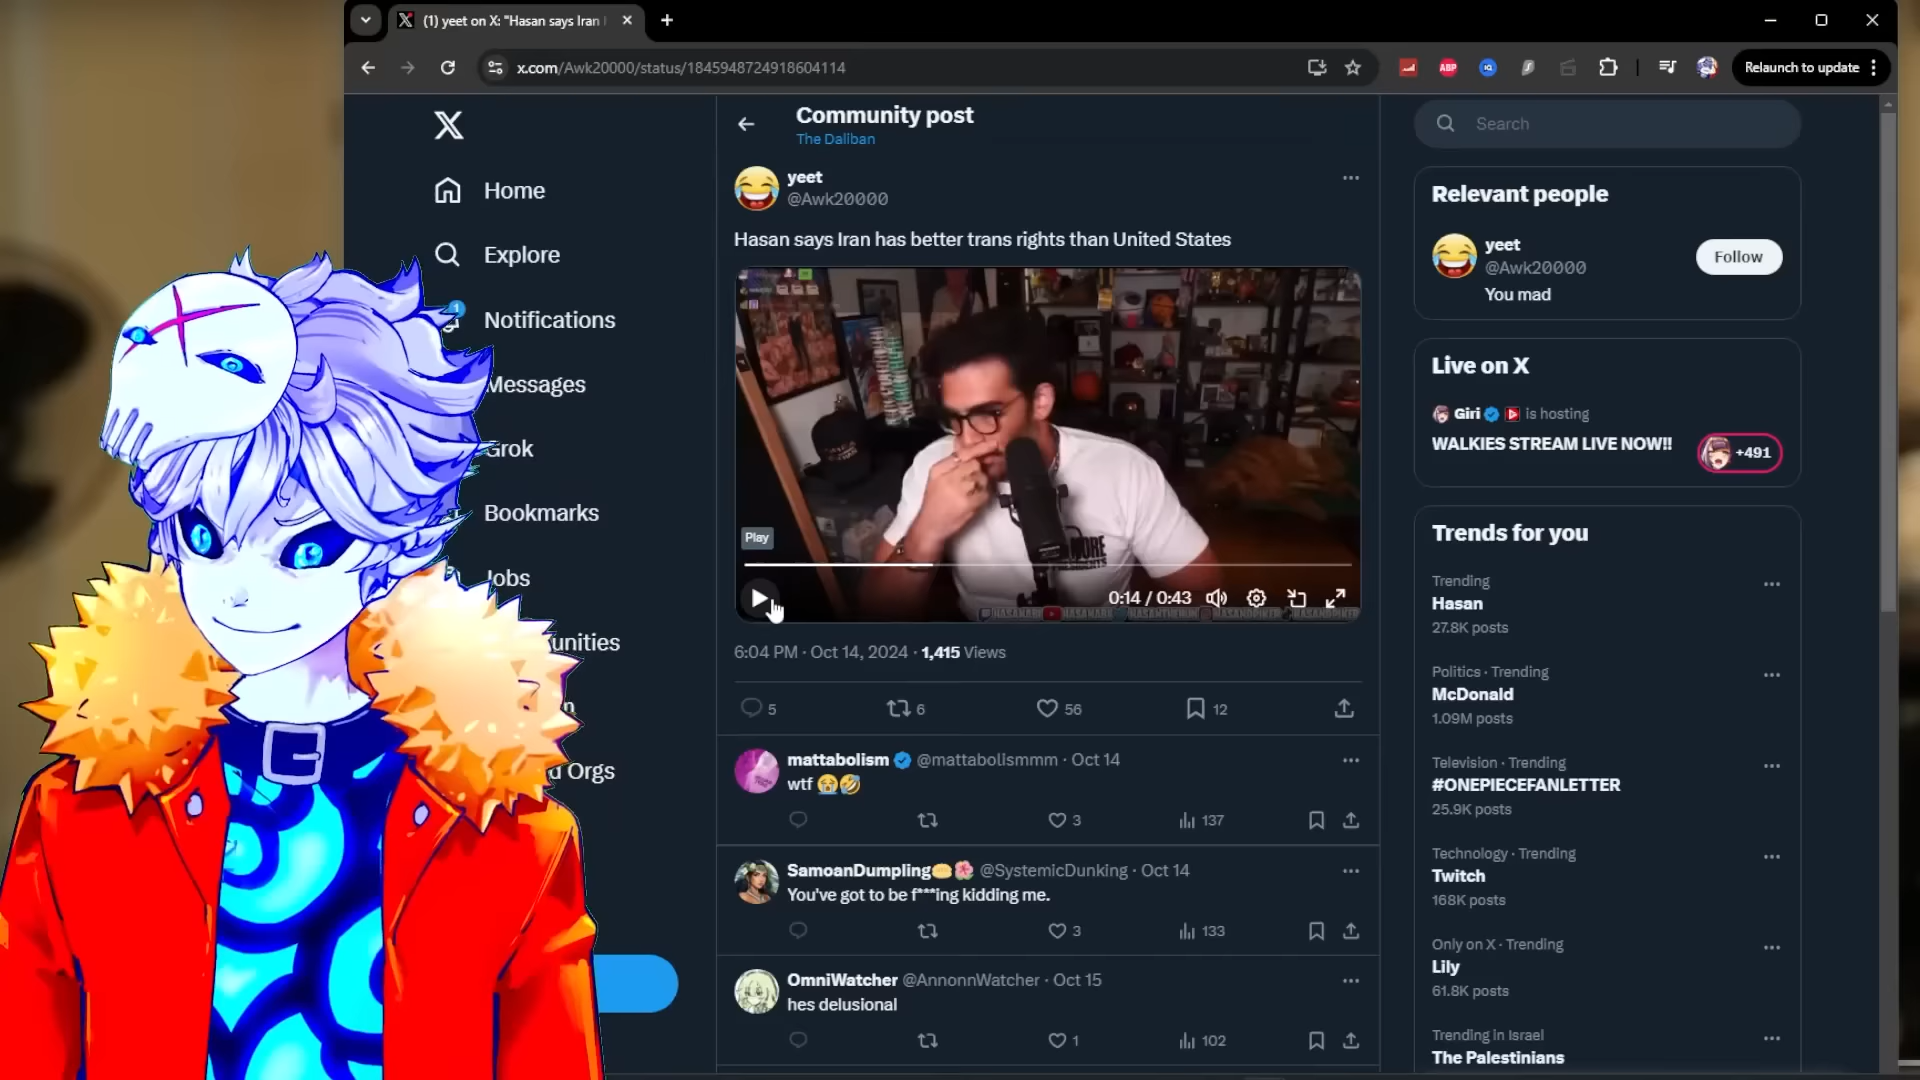 (1) yeet on X: "Hasan says Iran
x.com/Awk20000/status/1845948724918604114
ABP
Relaunch to update
Home
Explore
1
Notifications
Messages
Grok
Bookmarks
Jobs
unities
n
d Orgs
Community post
The Daliban
yeet
@Awk20000
Hasan says Iran has better trans rights than United States
Play
0:14 / 0:43
6:04 PM · Oct 14, 2024 · 1,415 Views
5
6
56
12
mattabolism @mattabolismmm · Oct 14
wtf 😭🤣
3
137
SamoanDumpling🫓🌺 @SystemicDunking · Oct 14
You've got to be f***ing kidding me.
3
133
OmniWatcher @AnnonnWatcher · Oct 15
hes delusional
1
102
Search
Relevant people
yeet
@Awk20000
You mad
Follow
Live on X
Giri is hosting
WALKIES STREAM LIVE NOW!!
+491
Trends for you
Trending
Hasan
27.8K posts
Politics · Trending
McDonald
1.09M posts
Television · Trending
#ONEPIECEFANLETTER
25.9K posts
Technology · Trending
Twitch
168K posts
Only on X · Trending
Lily
61.8K posts
Trending in Israel
The Palestinians